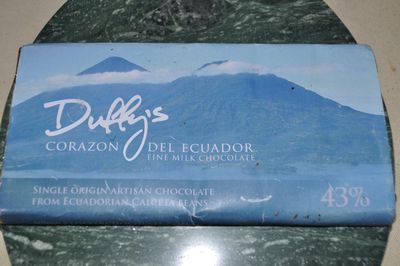 Duffy's
CORAZON DEL ECUADOR
FINE MILK CHOCOLATE
SINGLE ORIGIN ARTISAN CHOCOLATE
FROM ECUADORIAN CALCETA BEANS
43%